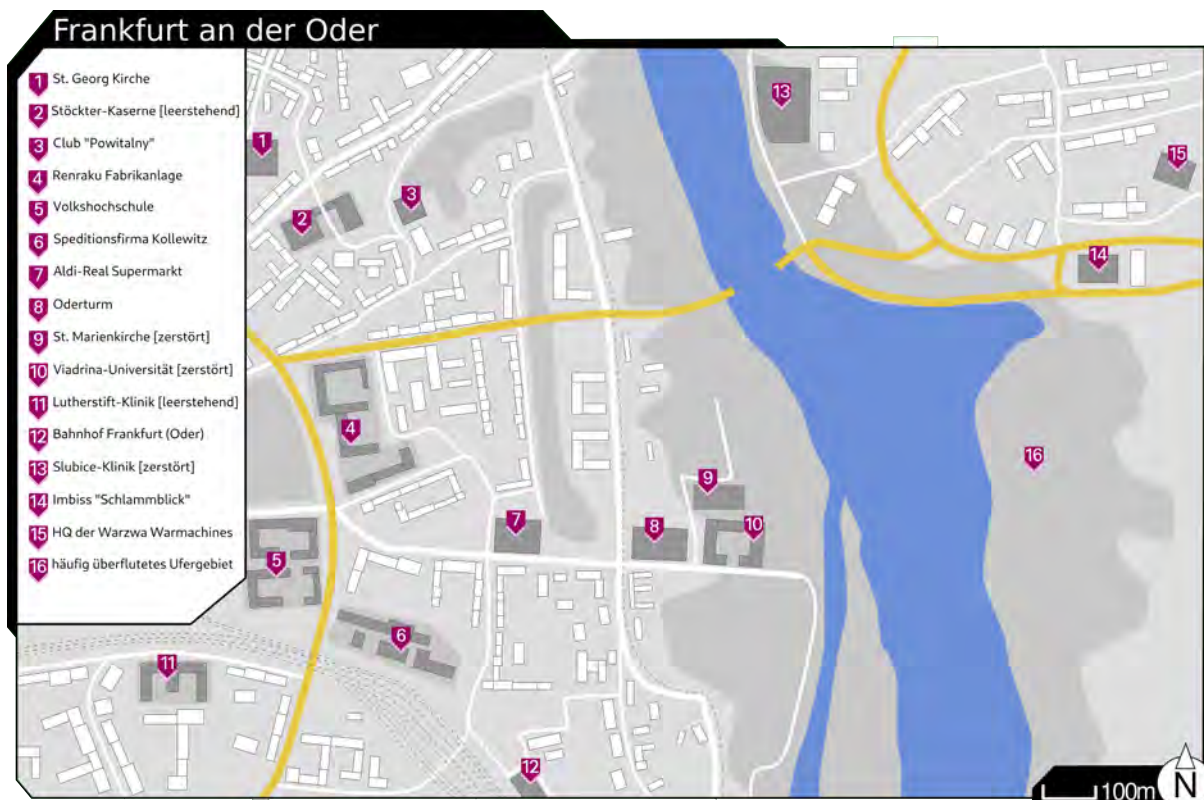 Frankfurt an der Oder
1 St. Georg Kirche
2 Stöckter-Kaserne [leerstehend]
3 Club "Powitalny"
4 Renraku Fabrikanlage
5 Volkshochschule
6 Speditionsfirma Kollewitz
7 Aldi-Real Supermarkt
8 Oderturm
9 St. Marienkirche [zerstört]
10 Viadrina-Universität [zerstört]
11 Lutherstift-Klinik [leerstehend]
12 Bahnhof Frankfurt (Oder)
13 Slubice-Klinik [zerstört]
14 Imbiss "Schlammblick"
15 HQ der Warzwa Warmachines
16 häufig überflutetes Ufergebiet
13
1
15
3
2
14
4
16
9
7
8
10
5
6
11
12
100m
N